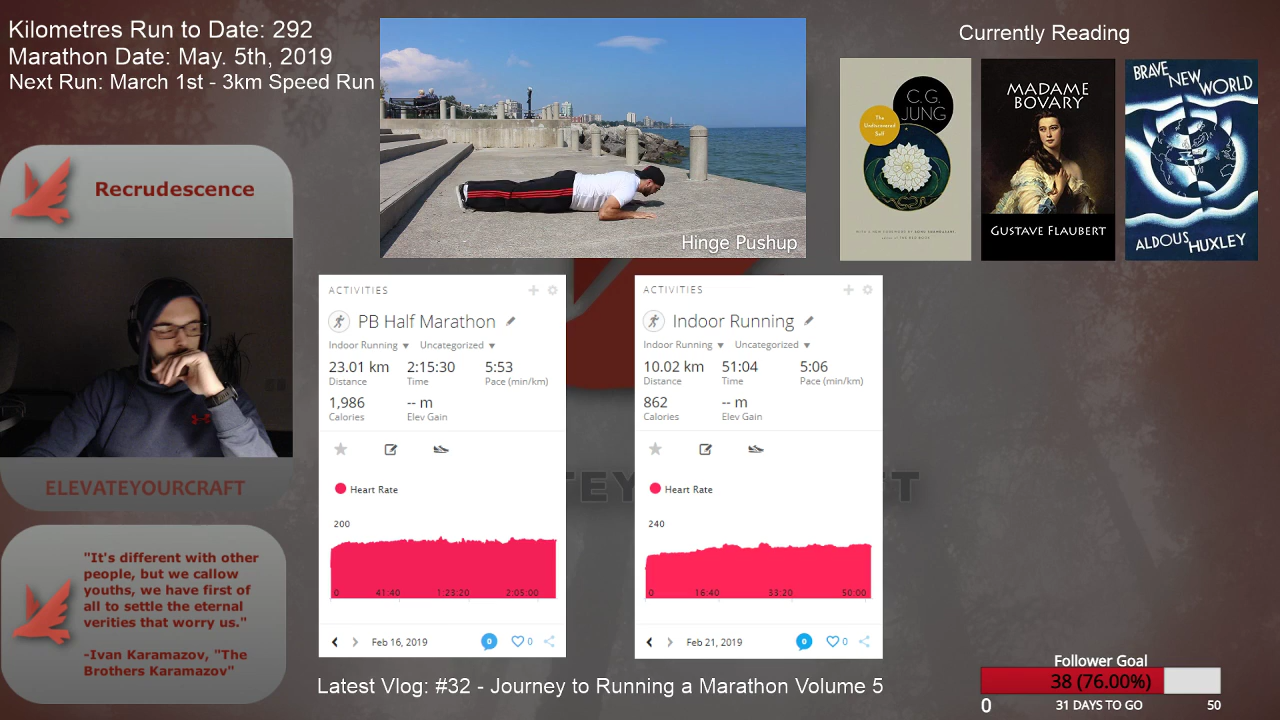 Kilometres Run to Date: 292
Marathon Date: May. 5th, 2019
Next Run: March 1st - 3km Speed Run
Recrudescence
ELEVATEYOURCRAFT
"It's different with other
people, but we callow
youths, we have first of
all to settle the eternal
verities that worry us."
-Ivan Karamazov, "The
Brothers Karamazov"
Hinge Pushup
ACTIVITIES
PB Half Marathon
Indoor Running
Uncategorized
23.01 km
2:15:30
5:53
Distance
Time
Pace (min/km)
1,986
-- m
Calories
Elev Gain
Heart Rate
200
0
41:40
1:23:20
2:05:00
Feb 16, 2019
0
0
ACTIVITIES
Indoor Running
Indoor Running
Uncategorized
10.02 km
51:04
5:06
Distance
Time
Pace (min/km)
862
-- m
Calories
Elev Gain
Heart Rate
240
0
16:40
33:20
50:00
Feb 21, 2019
0
0
Latest Vlog: #32 - Journey to Running a Marathon Volume 5
Currently Reading
C.G.
JUNG
The
Undiscovered
Self
MADAME
BOVARY
GUSTAVE FLAUBERT
BRAVE
NEW
WORLD
ALDOUS
HUXLEY
Follower Goal
38 (76.00%)
0
31 DAYS TO GO
50